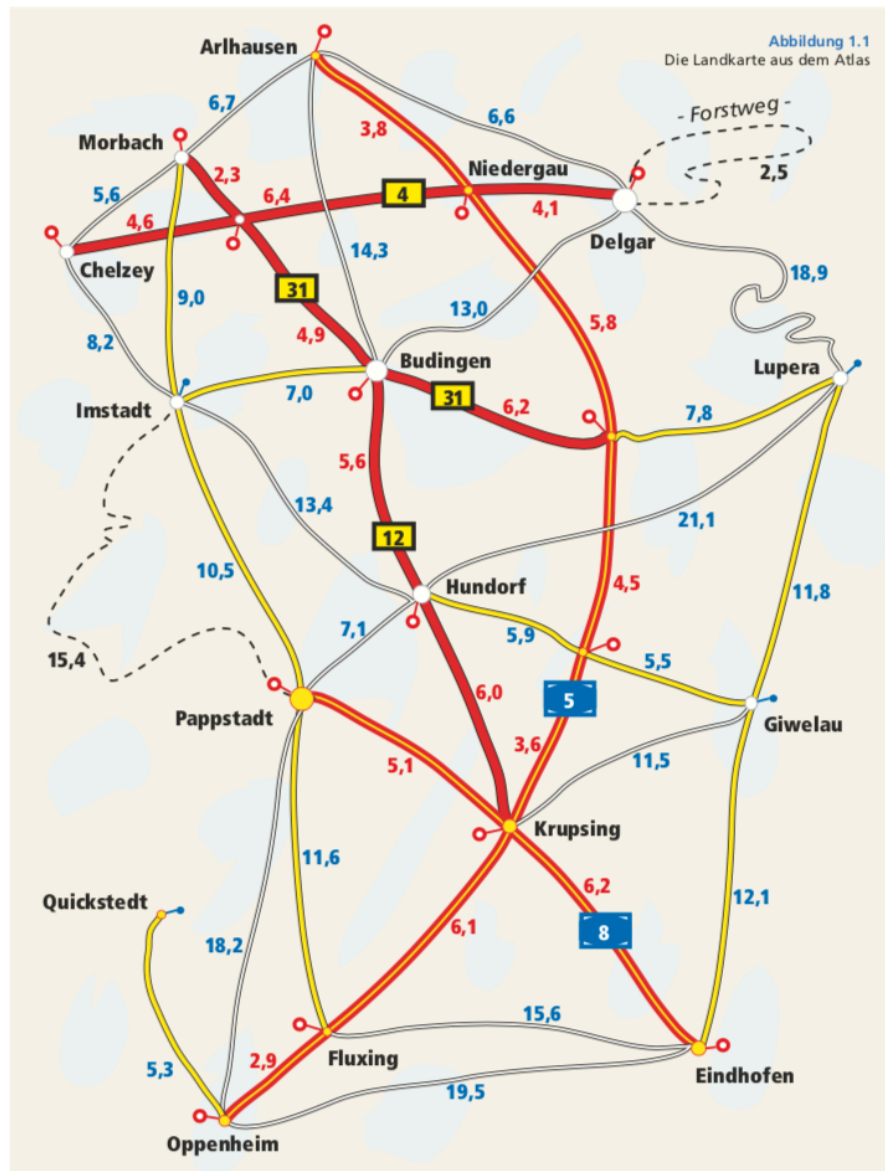 Abbildung 1.1
Die Landkarte aus dem Atlas
Arlhausen
6,7
6,6
- Forstweg -
3,8
Morbach
Niedergau
2,5
2,3
5,6
6,4
4
4,6
4,1
Delgar
Chelzey
14,3
18,9
31
9,0
13,0
5,8
4,9
8,2
Budingen
Lupera
7,0
31
6,2
7,8
Imstadt
5,6
13,4
21,1
12
10,5
Hundorf
4,5
11,8
7,1
5,9
5,5
15,4
6,0
5
Pappstadt
Giwelau
3,6
11,5
5,1
Krupsing
11,6
6,2
12,1
Quickstedt
6,1
8
18,2
15,6
5,3
2,9
Fluxing
Eindhofen
19,5
Oppenheim